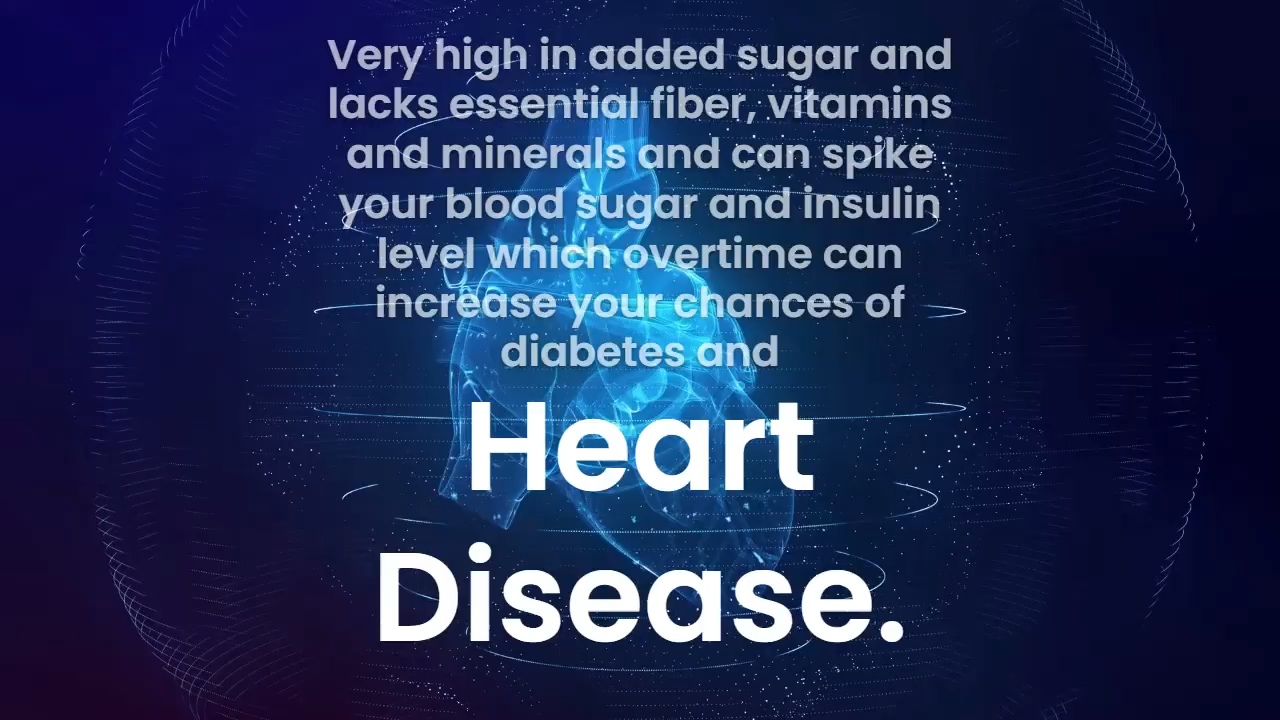 Very high in added sugar and
lacks essential fiber, vitamins
and minerals and can spike
your blood sugar and insulin
level which overtime can
increase your chances of
diabetes and
Heart
Disease.